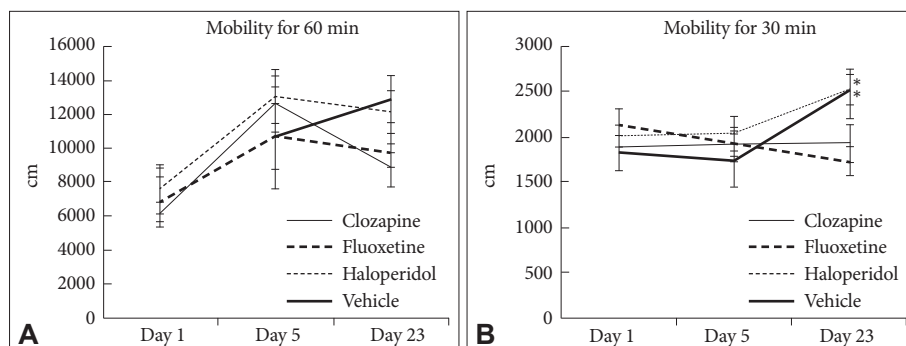 Mobility for 60 min
16000
14000
12000
10000
8000
6000
4000
2000
0
cm
Clozapine
Fluoxetine
Haloperidol
Vehicle
A
Day 1 Day 5 Day 23
Mobility for 30 min
3000
2500
2000
1500
1000
500
0
cm
*
*
Clozapine
Fluoxetine
Haloperidol
Vehicle
B
Day 1 Day 5 Day 23